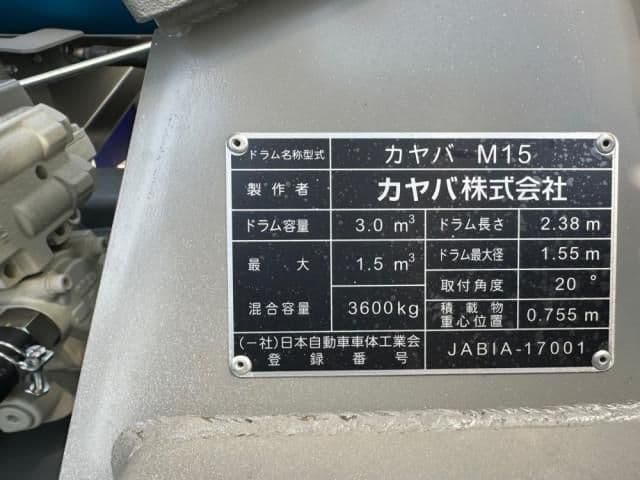 ドラム名称型式 カヤバ M15
製作者 カヤバ株式会社
ドラム容量 3.0 m³ ドラム長さ 2.38 m
最大 1.5 m³ ドラム最大径 1.55 m
取付角度 20°
混合容量 3600kg 積載物
重心位置 0.755 m
(一社)日本自動車車体工業会
登録番号 JABIA-17001